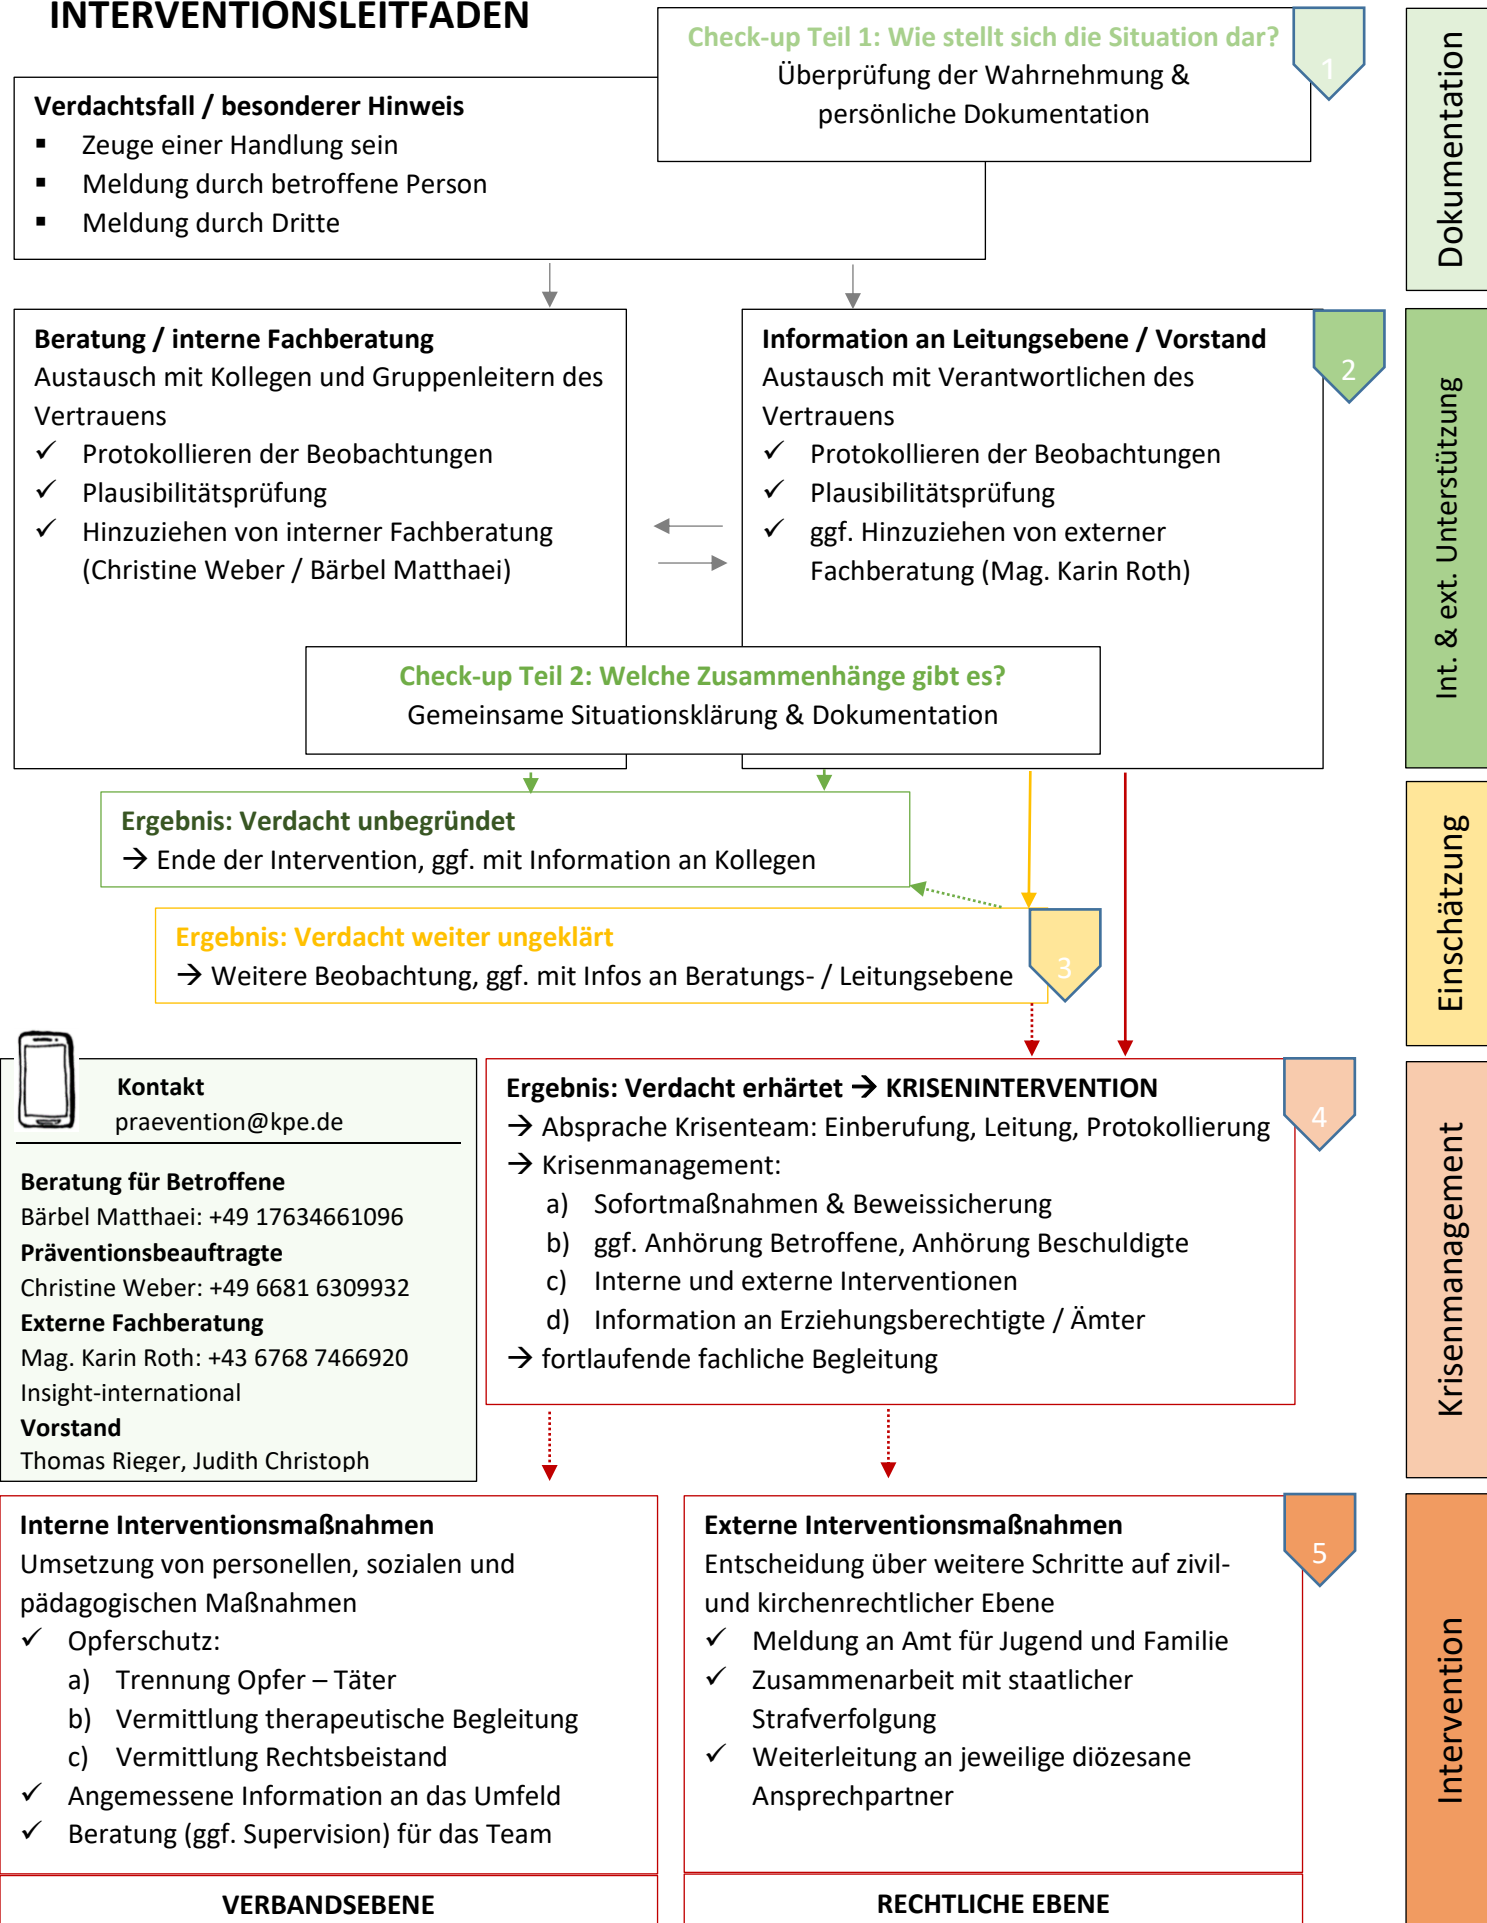 INTERVENTIONSLEITFADEN
Check-up Teil 1: Wie stellt sich die Situation dar?
Überprüfung der Wahrnehmung &
persönliche Dokumentation
1
Dokumentation
Verdachtsfall / besonderer Hinweis
▪ Zeuge einer Handlung sein
▪ Meldung durch betroffene Person
▪ Meldung durch Dritte
Beratung / interne Fachberatung
Austausch mit Kollegen und Gruppenleitern des
Vertrauens
✓ Protokollieren der Beobachtungen
✓ Plausibilitätsprüfung
✓ Hinzuziehen von interner Fachberatung
(Christine Weber / Bärbel Matthaei)
Information an Leitungsebene / Vorstand
Austausch mit Verantwortlichen des
Vertrauens
✓ Protokollieren der Beobachtungen
✓ Plausibilitätsprüfung
✓ ggf. Hinzuziehen von externer
Fachberatung (Mag. Karin Roth)
2
Int. & ext. Unterstützung
Check-up Teil 2: Welche Zusammenhänge gibt es?
Gemeinsame Situationsklärung & Dokumentation
Ergebnis: Verdacht unbegründet
→ Ende der Intervention, ggf. mit Information an Kollegen
Ergebnis: Verdacht weiter ungeklärt
→ Weitere Beobachtung, ggf. mit Infos an Beratungs- / Leitungsebene
3
Einschätzung
Kontakt
praevention@kpe.de
Beratung für Betroffene
Bärbel Matthaei: +49 17634661096
Präventionsbeauftragte
Christine Weber: +49 6681 6309932
Externe Fachberatung
Mag. Karin Roth: +43 6768 7466920
Insight-international
Vorstand
Thomas Rieger, Judith Christoph
Ergebnis: Verdacht erhärtet → KRISENINTERVENTION
→ Absprache Krisenteam: Einberufung, Leitung, Protokollierung
→ Krisenmanagement:
a) Sofortmaßnahmen & Beweissicherung
b) ggf. Anhörung Betroffene, Anhörung Beschuldigte
c) Interne und externe Interventionen
d) Information an Erziehungsberechtigte / Ämter
→ fortlaufende fachliche Begleitung
4
Krisenmanagement
Interne Interventionsmaßnahmen
Umsetzung von personellen, sozialen und
pädagogischen Maßnahmen
✓ Opferschutz:
a) Trennung Opfer – Täter
b) Vermittlung therapeutische Begleitung
c) Vermittlung Rechtsbeistand
✓ Angemessene Information an das Umfeld
✓ Beratung (ggf. Supervision) für das Team
VERBANDSEBENE
Externe Interventionsmaßnahmen
Entscheidung über weitere Schritte auf zivil-
und kirchenrechtlicher Ebene
✓ Meldung an Amt für Jugend und Familie
✓ Zusammenarbeit mit staatlicher
Strafverfolgung
✓ Weiterleitung an jeweilige diözesane
Ansprechpartner
RECHTLICHE EBENE
5
Intervention